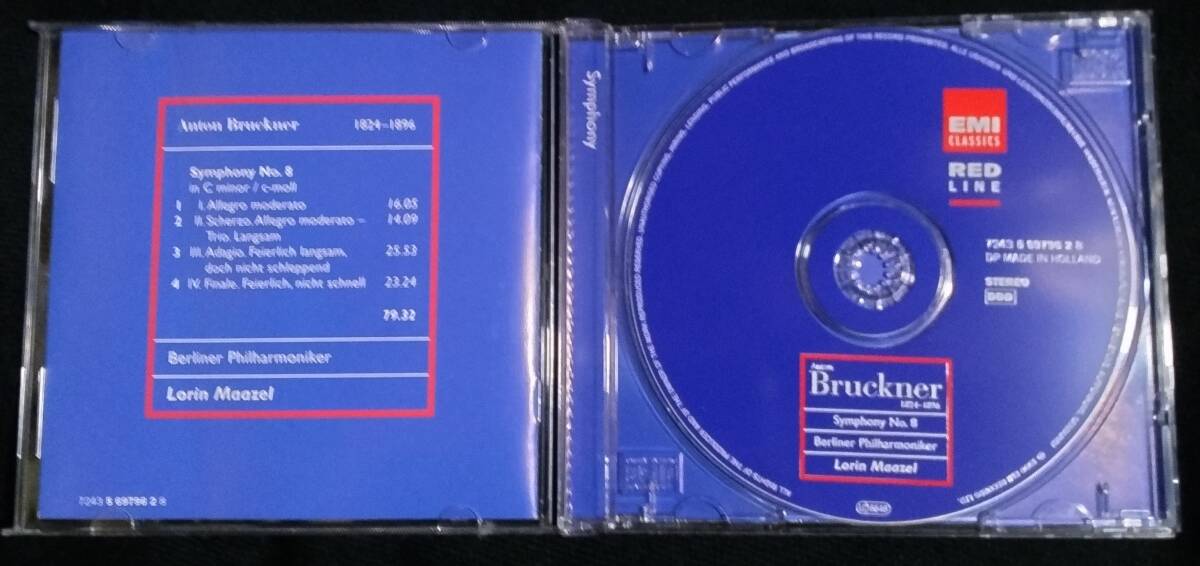 Anton Bruckner 1824–1896
Symphony No. 8
in C minor / c-moll
1 I. Allegro moderato 16.05
2 II. Scherzo. Allegro moderato – 14.09
Trio. Langsam
3 III. Adagio. Feierlich langsam, 25.53
doch nicht schleppend
4 IV. Finale. Feierlich, nicht schnell 23.24
79.32
Berliner Philharmoniker
Lorin Maazel
7243 5 69796 2 8
Symphony
EMI
CLASSICS
RED
LINE
7243 5 69796 2 8
DP MADE IN HOLLAND
STEREO
DDD
Anton
Bruckner
1824–1896
Symphony No. 8
Berliner Philharmoniker
Lorin Maazel